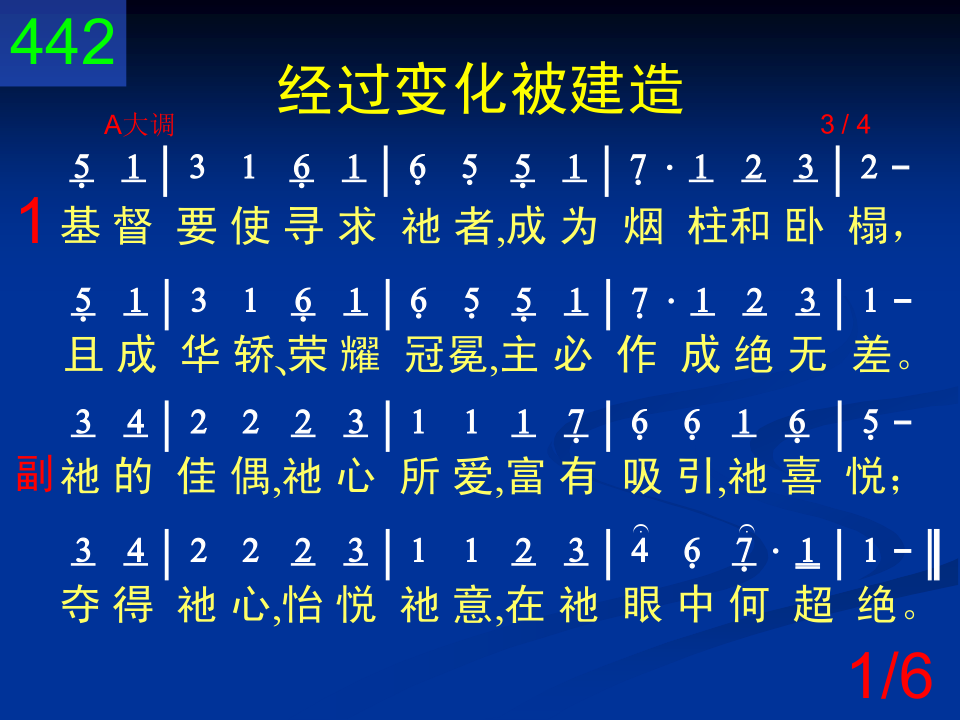 442
经过变化被建造
A大调 3 / 4
5̣ 1 | 3 1 6̣ 1 | 6̣ 5̣ 5̣ 1 | 7̣ · 1 2 3 | 2 –
1 基督 要使寻求 祂者,成为 烟 柱和卧 榻，
5̣ 1 | 3 1 6̣ 1 | 6̣ 5̣ 5̣ 1 | 7̣ · 1 2 3 | 1 –
且成 华轿、荣耀 冠冕,主必 作 成绝无 差。
3 4 | 2 2 2 3 | 1 1 1 7̣ | 6̣ 6̣ 1 6̣ | 5̣ –
副 祂的 佳偶,祂心 所爱,富有 吸引,祂喜 悦；
3 4 | 2 2 2 3 | 1 1 2 3 | 4 6̣ 7̣ · 1 | 1 – ‖
夺得 祂心,怡悦 祂意,在祂 眼中何 超 绝。
1/6